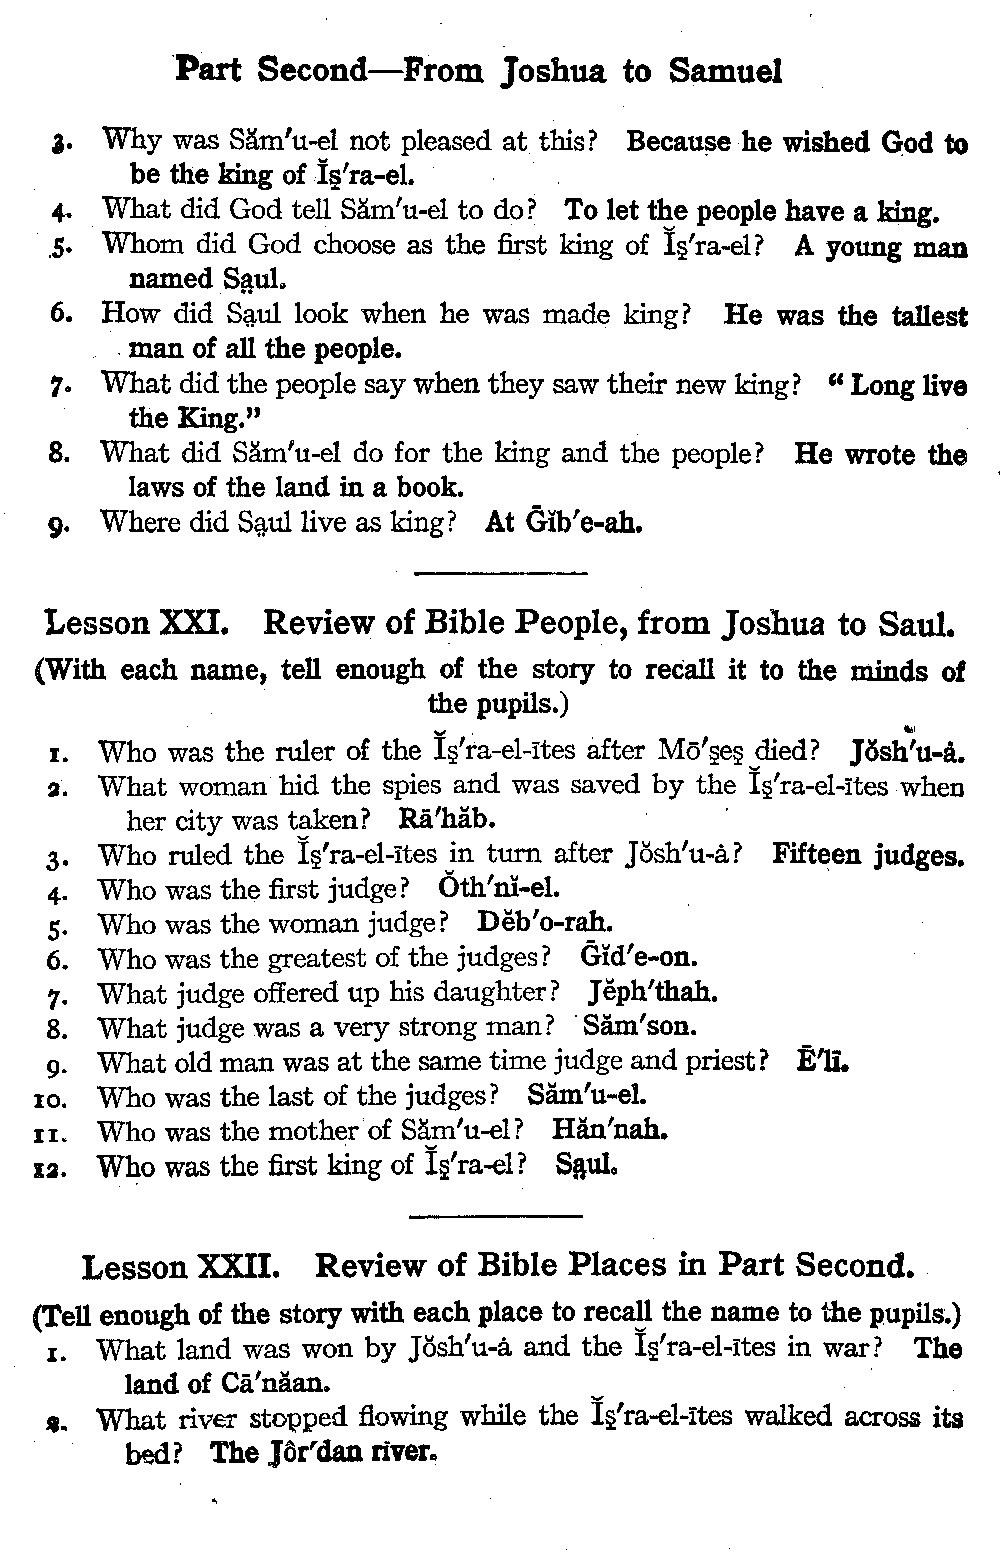 Part Second—From Joshua to Samuel
3. Why was Săm′u-el not pleased at this? Because he wished God to
be the king of Ĭş′ra-el.
4. What did God tell Săm′u-el to do? To let the people have a king.
5. Whom did God choose as the first king of Ĭş′ra-el? A young man
named Sa̤ul.
6. How did Sa̤ul look when he was made king? He was the tallest
man of all the people.
7. What did the people say when they saw their new king? “Long live
the King.”
8. What did Săm′u-el do for the king and the people? He wrote the
laws of the land in a book.
9. Where did Sa̤ul live as king? At Ḡĭb′e-ah.
Lesson XXI. Review of Bible People, from Joshua to Saul.
(With each name, tell enough of the story to recall it to the minds of
the pupils.)
1. Who was the ruler of the Ĭş′ra-el-ītes after Mō′şeş died? Jŏsh′u-ȧ.
2. What woman hid the spies and was saved by the Ĭş′ra-el-ītes when
her city was taken? Rā′hăb.
3. Who ruled the Ĭş′ra-el-ītes in turn after Jŏsh′u-ȧ? Fifteen judges.
4. Who was the first judge? Ŏth′nĭ-el.
5. Who was the woman judge? Dĕb′o-rah.
6. Who was the greatest of the judges? Ḡĭd′e-on.
7. What judge offered up his daughter? Jĕph′thah.
8. What judge was a very strong man? Săm′son.
9. What old man was at the same time judge and priest? Ē′lī.
10. Who was the last of the judges? Săm′u-el.
11. Who was the mother of Săm′u-el? Hăn′nah.
12. Who was the first king of Ĭş′ra-el? Sa̤ul.
Lesson XXII. Review of Bible Places in Part Second.
(Tell enough of the story with each place to recall the name to the pupils.)
1. What land was won by Jŏsh′u-ȧ and the Ĭş′ra-el-ītes in war? The
land of Cā′năan.
2. What river stopped flowing while the Ĭş′ra-el-ītes walked across its
bed? The Jôr′dan river.